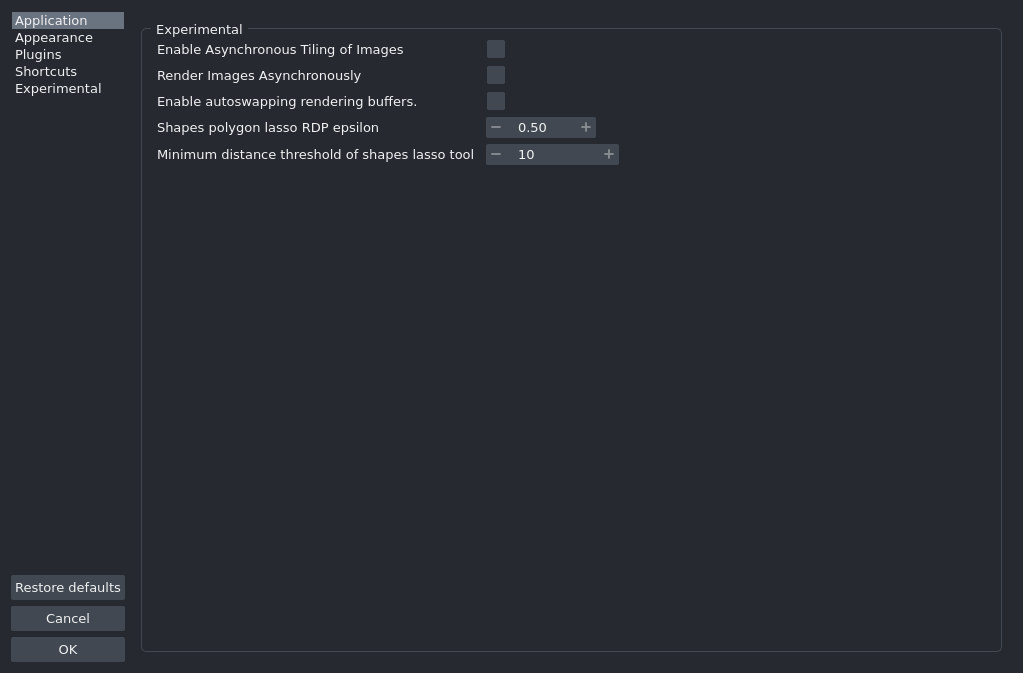 Application
Appearance
Plugins
Shortcuts
Experimental
Experimental
Enable Asynchronous Tiling of Images
Render Images Asynchronously
Enable autoswapping rendering buffers.
Shapes polygon lasso RDP epsilon − 0.50 +
Minimum distance threshold of shapes lasso tool − 10 +
Restore defaults
Cancel
OK